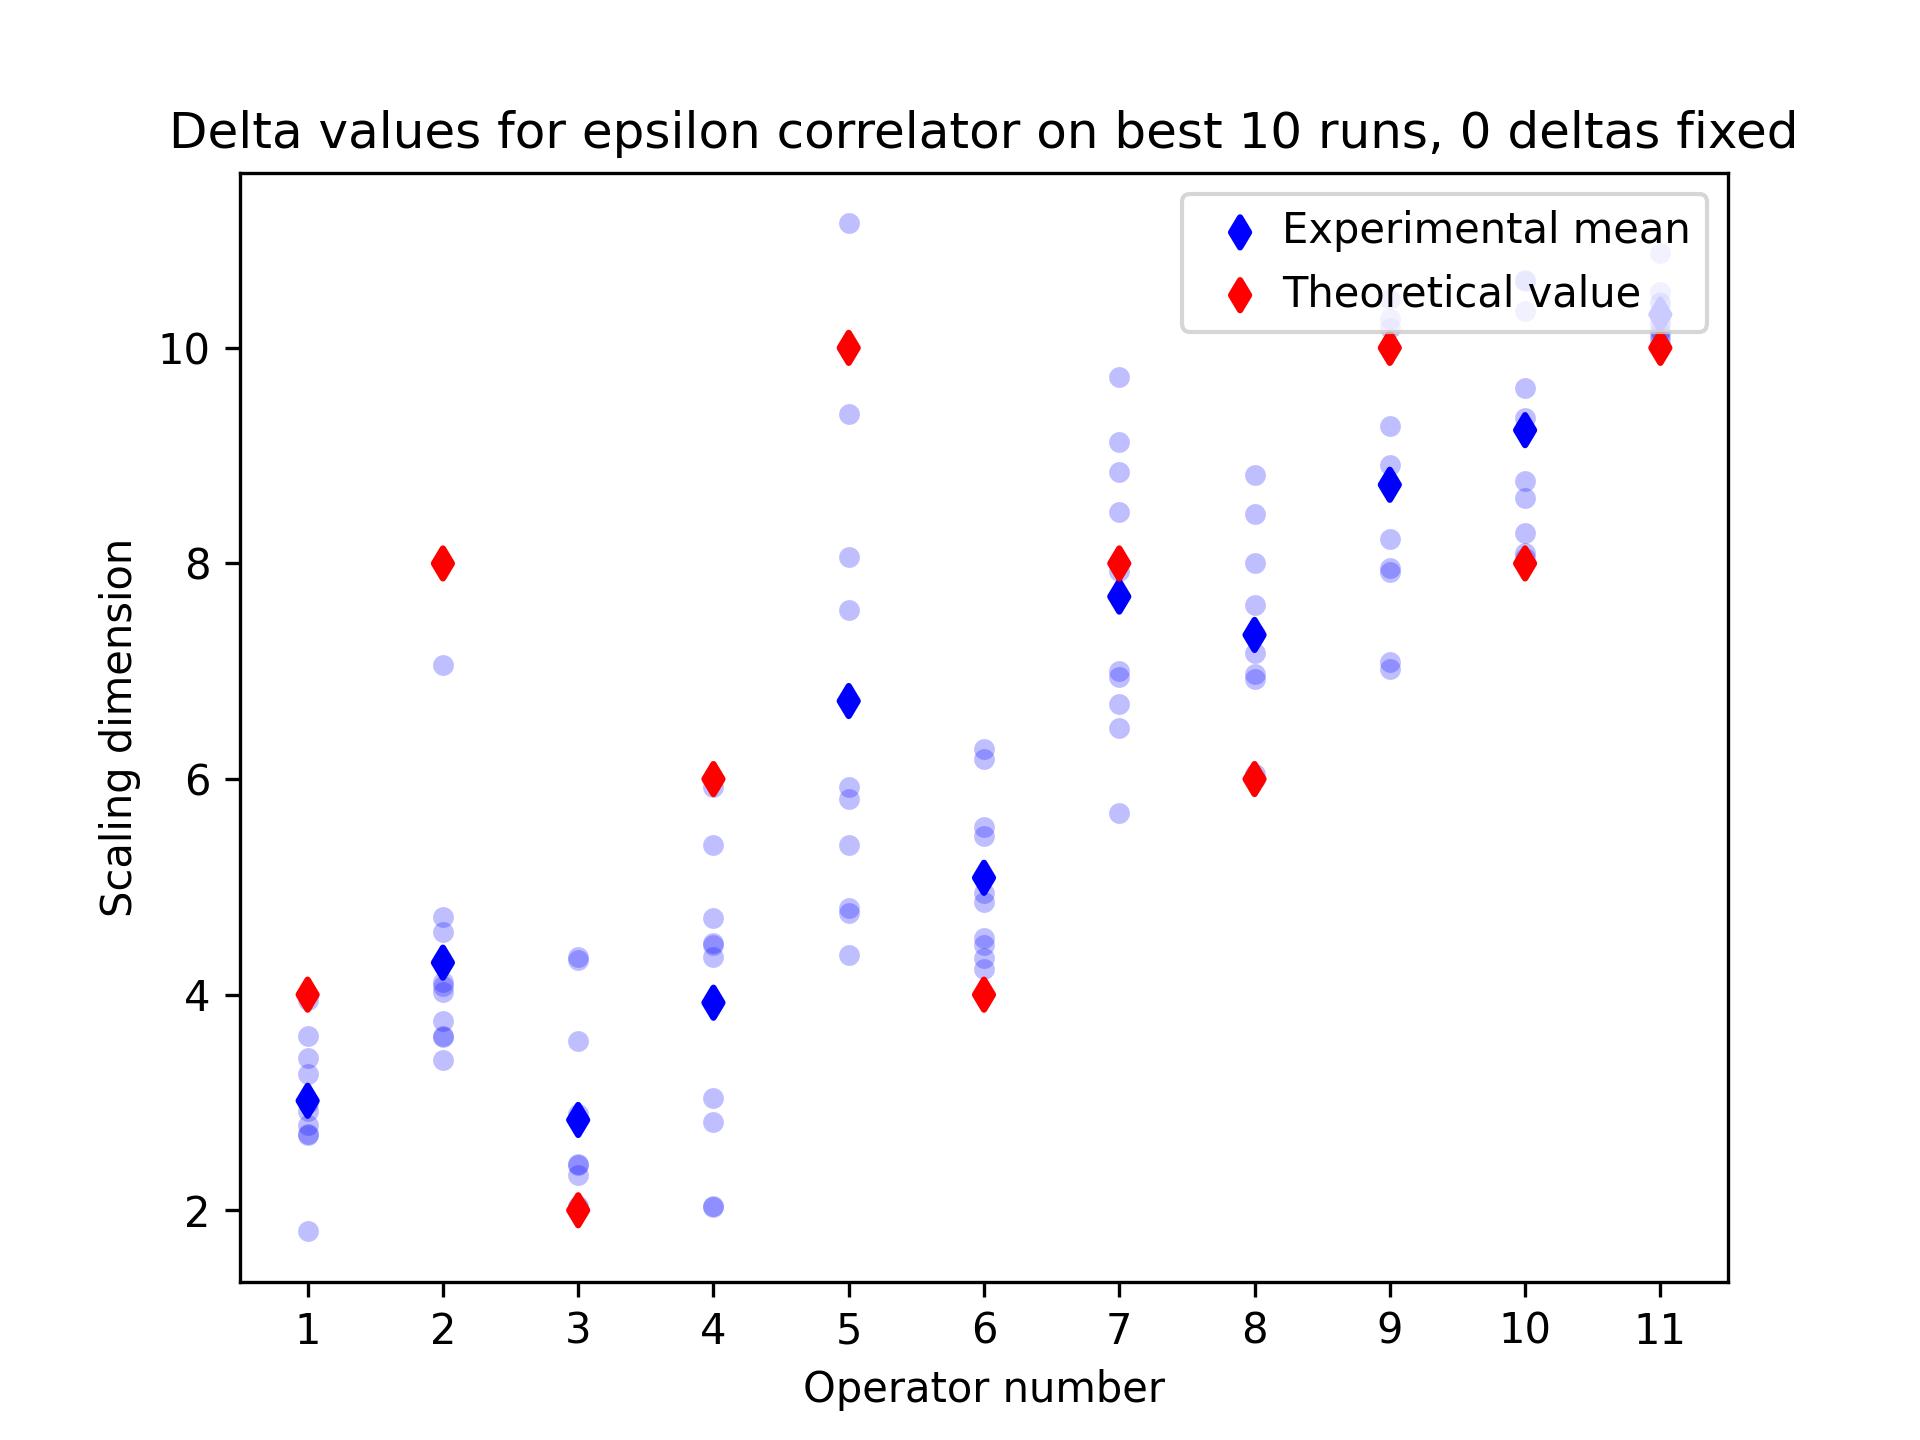 Delta values for epsilon correlator on best 10 runs, 0 deltas fixed
Experimental mean
Theoretical value
10
8
6
4
2
Scaling dimension
1 2 3 4 5 6 7 8 9 10 11
Operator number